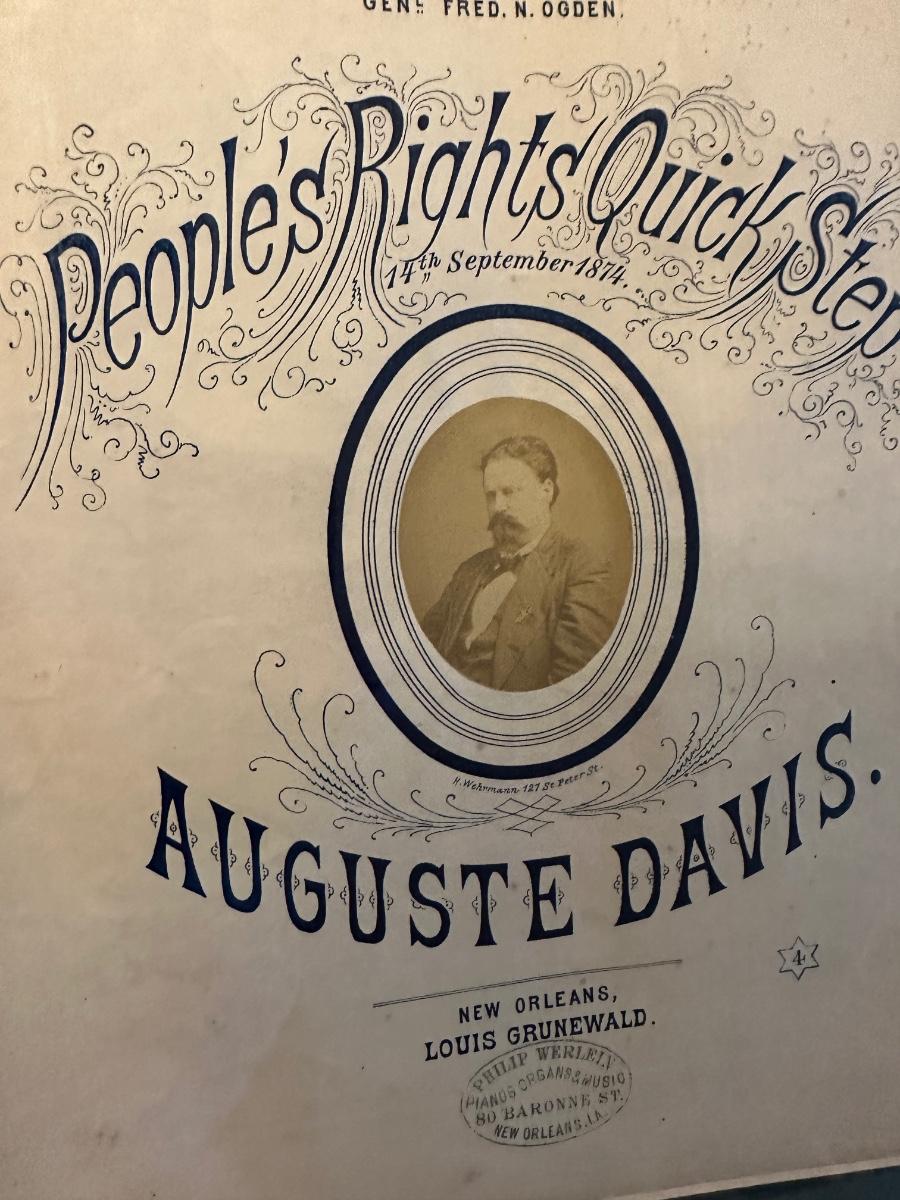 GENL. FRED. N. OGDEN.
People's Rights Quick Step
14th September 1874.
H. Wehrmann 127 St Peter St.
AUGUSTE DAVIS.
4
NEW ORLEANS,
LOUIS GRUNEWALD.
PHILIP WERLEIN
PIANOS ORGANS & MUSIC
80 BARONNE ST.
NEW ORLEANS, LA.